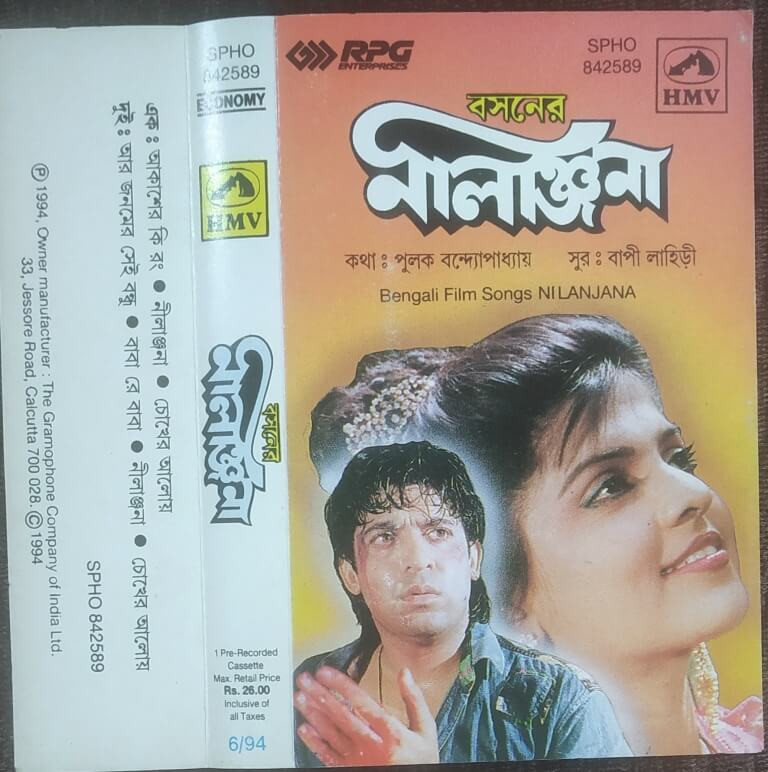 SPHO
842589
RPG
ENTERPRISES
HMV
বসনের
নীলাঞ্জনা
কথা : পুলক বন্দ্যোপাধ্যায় সুর : বাপী লাহিড়ী
Bengali Film Songs NILANJANA
SPHO
842589
ECONOMY
HMV
বসনের
নীলাঞ্জনা
1 Pre-Recorded
Cassette
Max. Retail Price
Rs. 26.00
Inclusive of
all Taxes
6/94
এক : আকাশের কি রং ● নীলাঞ্জনা ● চোখের আলোয়
দুই : আর জনমের সেই বন্ধু ● বাবা রে বাবা ● নীলাঞ্জনা ● চোখের আলোয়
SPHO 842589
Ⓟ 1994, Owner manufacturer : The Gramophone Company of India Ltd.
33, Jessore Road, Calcutta 700 028. © 1994